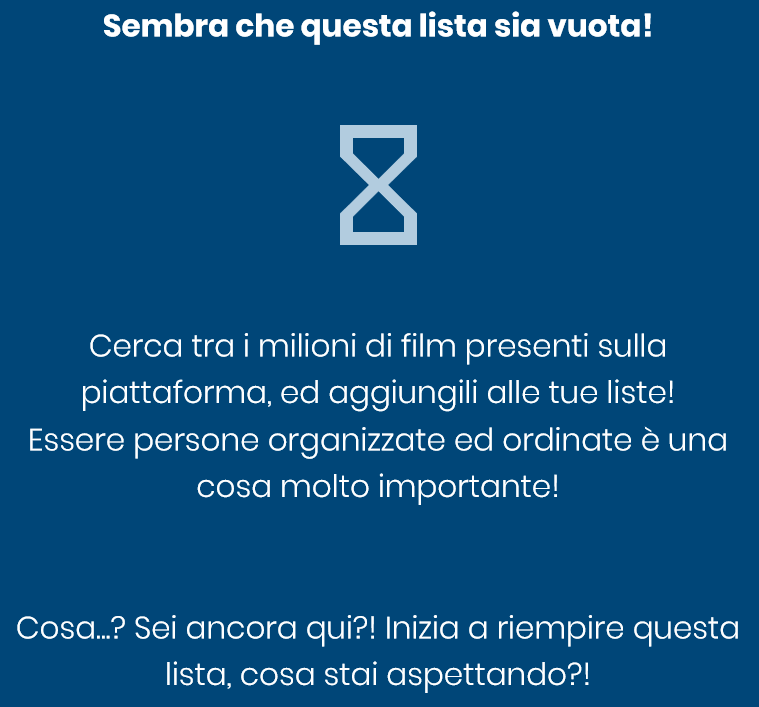 Sembra che questa lista sia vuota!
Cerca tra i milioni di film presenti sulla
piattaforma, ed aggiungili alle tue liste!
Essere persone organizzate ed ordinate è una
cosa molto importante!
Cosa...? Sei ancora qui?! Inizia a riempire questa
lista, cosa stai aspettando?!